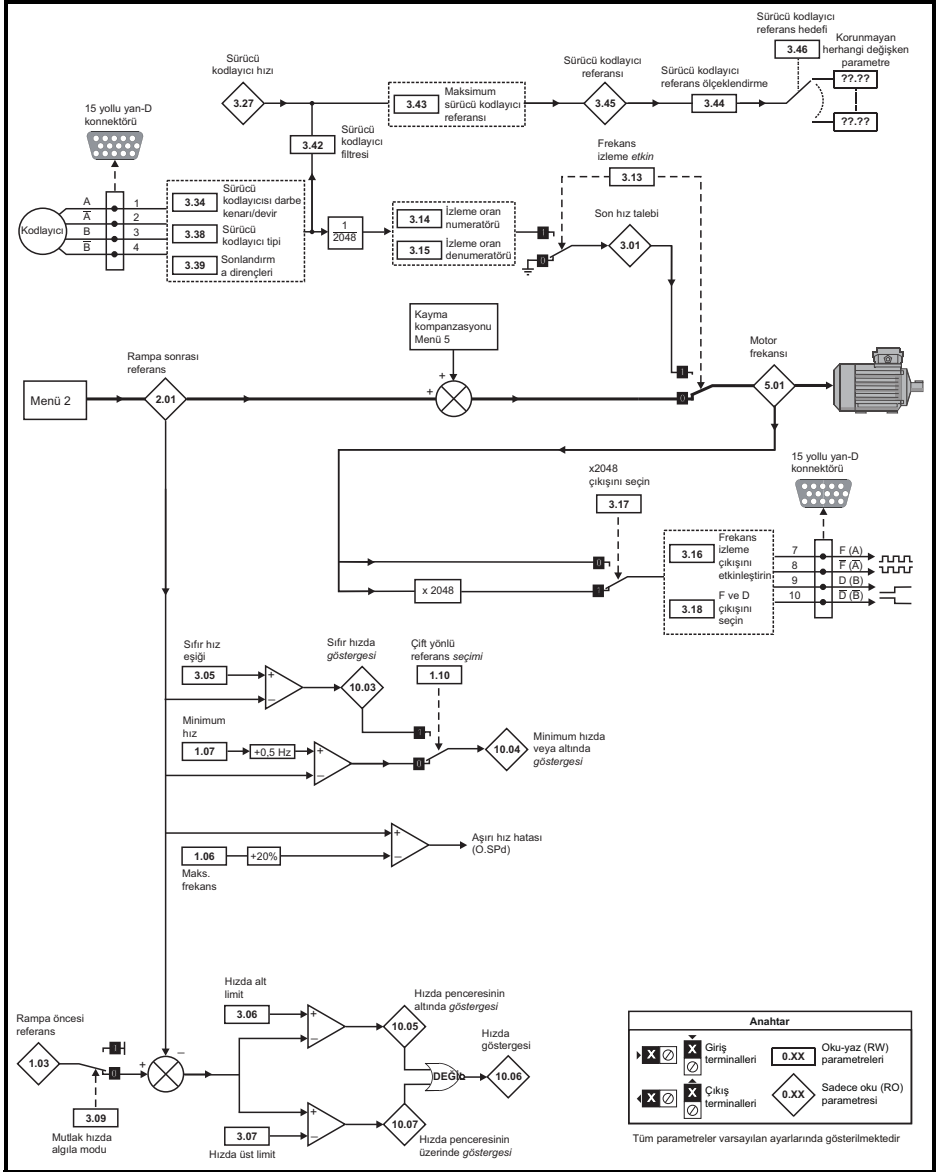 Sürücü
kodlayıcı hızı
3.27
3.43
Maksimum
sürücü kodlayıcı
referansı
Sürücü kodlayıcı
referansı
3.45
Sürücü kodlayıcı
referans ölçeklendirme
3.44
Sürücü kodlayıcı
referans hedefi
3.46
Korunmayan
herhangi değişken
parametre
??.??
??.??
15 yollu yan-D
konnektörü
3.42
Sürücü
kodlayıcı
filtresi
Kodlayıcı
A
A
B
B
1
2
3
4
3.34
Sürücü
kodlayıcısı darbe
kenarı/devir
3.38
Sürücü
kodlayıcı tipi
3.39
Sonlandırm
a dirençleri
1
2048
3.14
İzleme oran
numeratörü
3.15
İzleme oran
denumeratörü
Frekans
izleme etkin
3.13
1
0
Son hız talebi
3.01
Kayma
kompanzasyonu
Menü 5
Menü 2
Rampa sonrası
referans
2.01
+
+
1
0
Motor
frekansı
5.01
x2048
çıkışını seçin
3.17
0
1
x 2048
3.16
Frekans
izleme
çıkışını
etkinleştirin
3.18
F ve D
çıkışını
seçin
15 yollu yan-D
konnektörü
7
8
9
10
F (A)
F (A)
D (B)
D (B)
Sıfır hız
eşiği
3.05
+
–
Sıfır hızda
göstergesi
10.03
Çift yönlü
referans seçimi
1.10
Minimum
hız
1.07
+0,5 Hz
+
–
1
0
10.04
Minimum hızda
veya altında
göstergesi
1.06
+20%
Maks.
frekans
+
–
Aşırı hız hatası
(O.SPd)
Rampa öncesi
referans
1.03
1
0
3.09
Mutlak hızda
algıla modu
+
–
Hızda alt
limit
3.06
+
–
3.07
Hızda üst limit
+
–
Hızda penceresinin
altında göstergesi
10.05
DEĞİL
Hızda
göstergesi
10.06
10.07
Hızda penceresinin
üzerinde göstergesi
Anahtar
X
X
Giriş
terminalleri
0.XX
Oku-yaz (RW)
parametreleri
X
X
Çıkış
terminalleri
0.XX
Sadece oku (RO)
parametresi
Tüm parametreler varsayılan ayarlarında gösterilmektedir